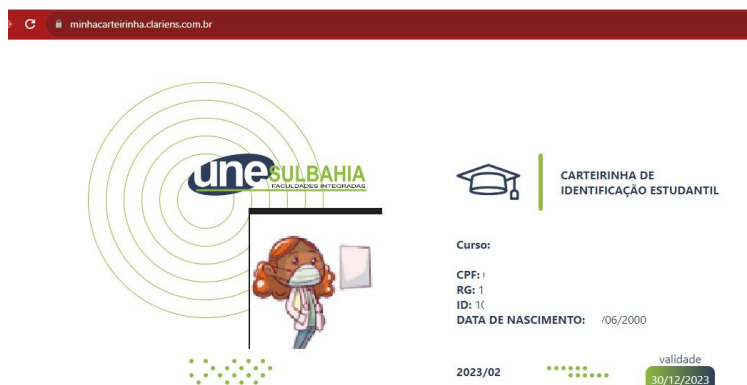 minhacarteirinha.clariens.com.br
une SULBAHIA
FACULDADES INTEGRADAS
CARTEIRINHA DE
IDENTIFICAÇÃO ESTUDANTIL
Curso:
CPF:
RG: 1
ID: 10
DATA DE NASCIMENTO: /06/2000
2023/02
validade
30/12/2023